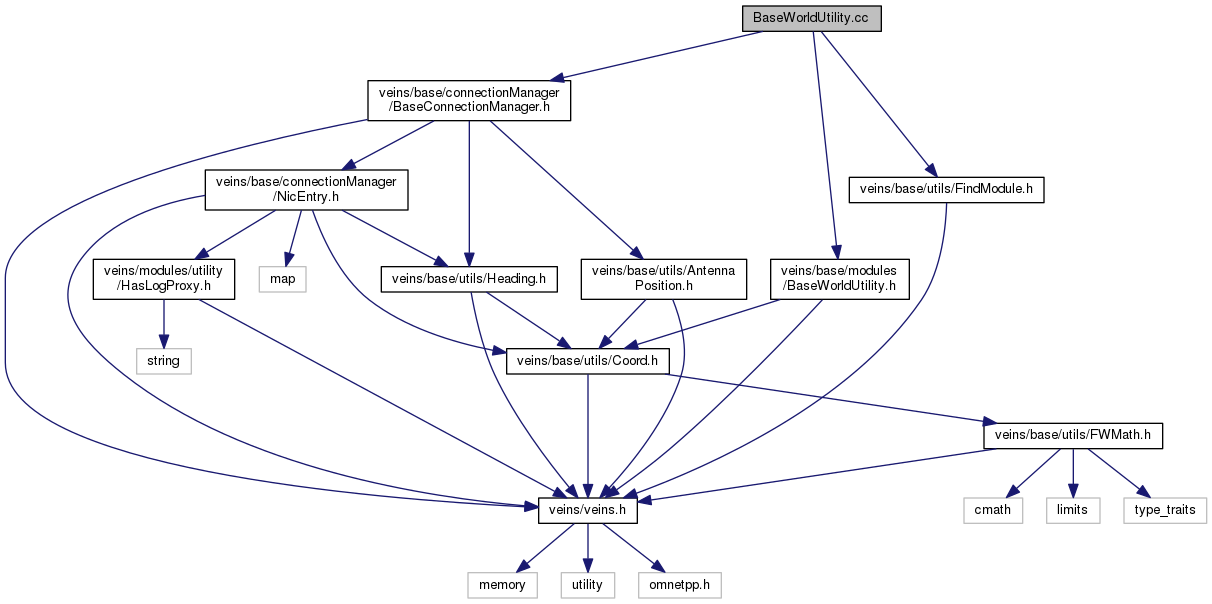 BaseWorldUtility.cc
veins/base/connectionManager
/BaseConnectionManager.h
veins/base/connectionManager
/NicEntry.h
veins/base/utils/FindModule.h
veins/modules/utility
/HasLogProxy.h
map
veins/base/utils/Heading.h
veins/base/utils/Antenna
Position.h
veins/base/modules
/BaseWorldUtility.h
string
veins/base/utils/Coord.h
veins/base/utils/FWMath.h
veins/veins.h
cmath
limits
type_traits
memory
utility
omnetpp.h